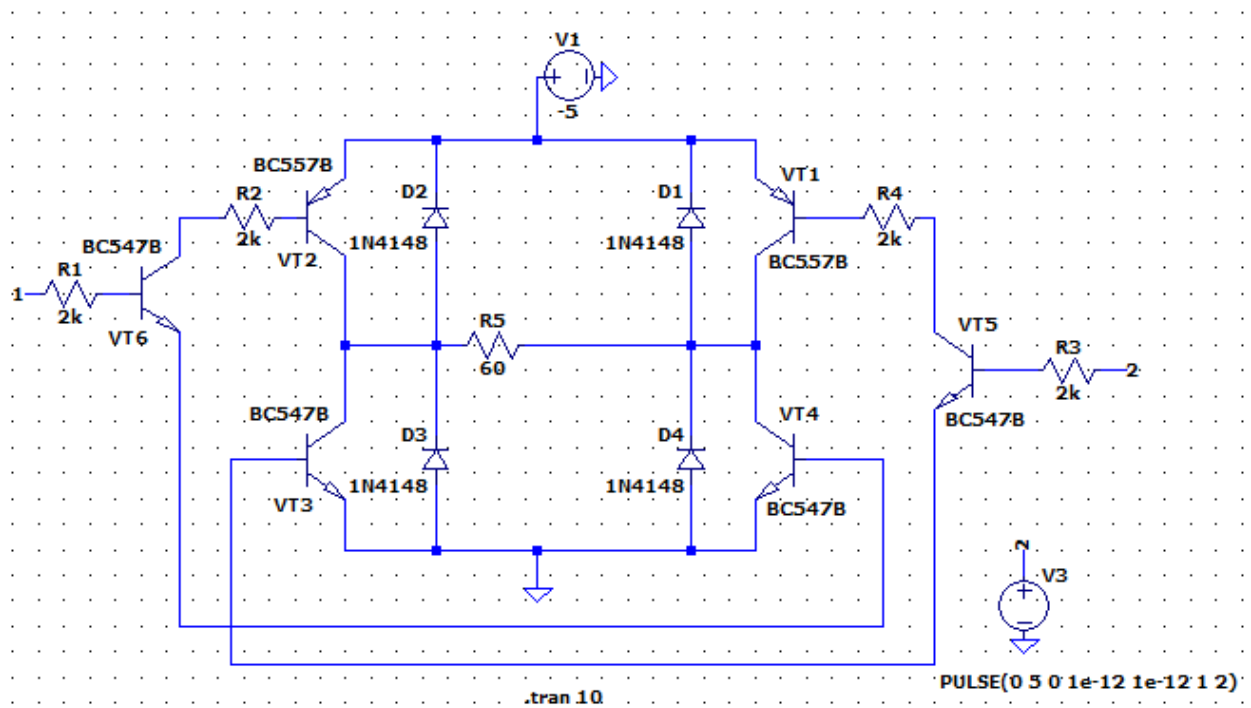 V1
-5
BC557B
VT1
R2
D2
D1
R4
2k
1N4148
1N4148
2k
BC547B
VT2
BC557B
R1
1
2k
VT6
R5
60
VT5
R3
2
2k
BC547B
BC547B
D3
D4
VT4
1N4148
1N4148
VT3
BC547B
2
V3
PULSE(0 5 0 1e-12 1e-12 1 2)
.tran 10